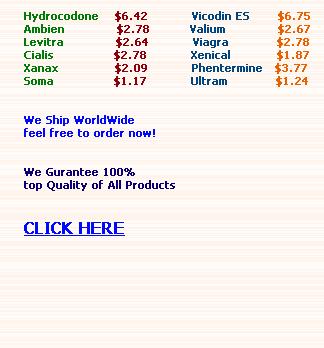 Hydrocodone $6.42 Vicodin ES $6.75
Ambien $2.78 Valium $2.67
Levitra $2.64 Viagra $2.78
Cialis $2.78 Xenical $1.87
Xanax $2.09 Phentermine $3.77
Soma $1.17 Ultram $1.24
We Ship WorldWide
feel free to order now!
We Gurantee 100%
top Quality of All Products
CLICK HERE